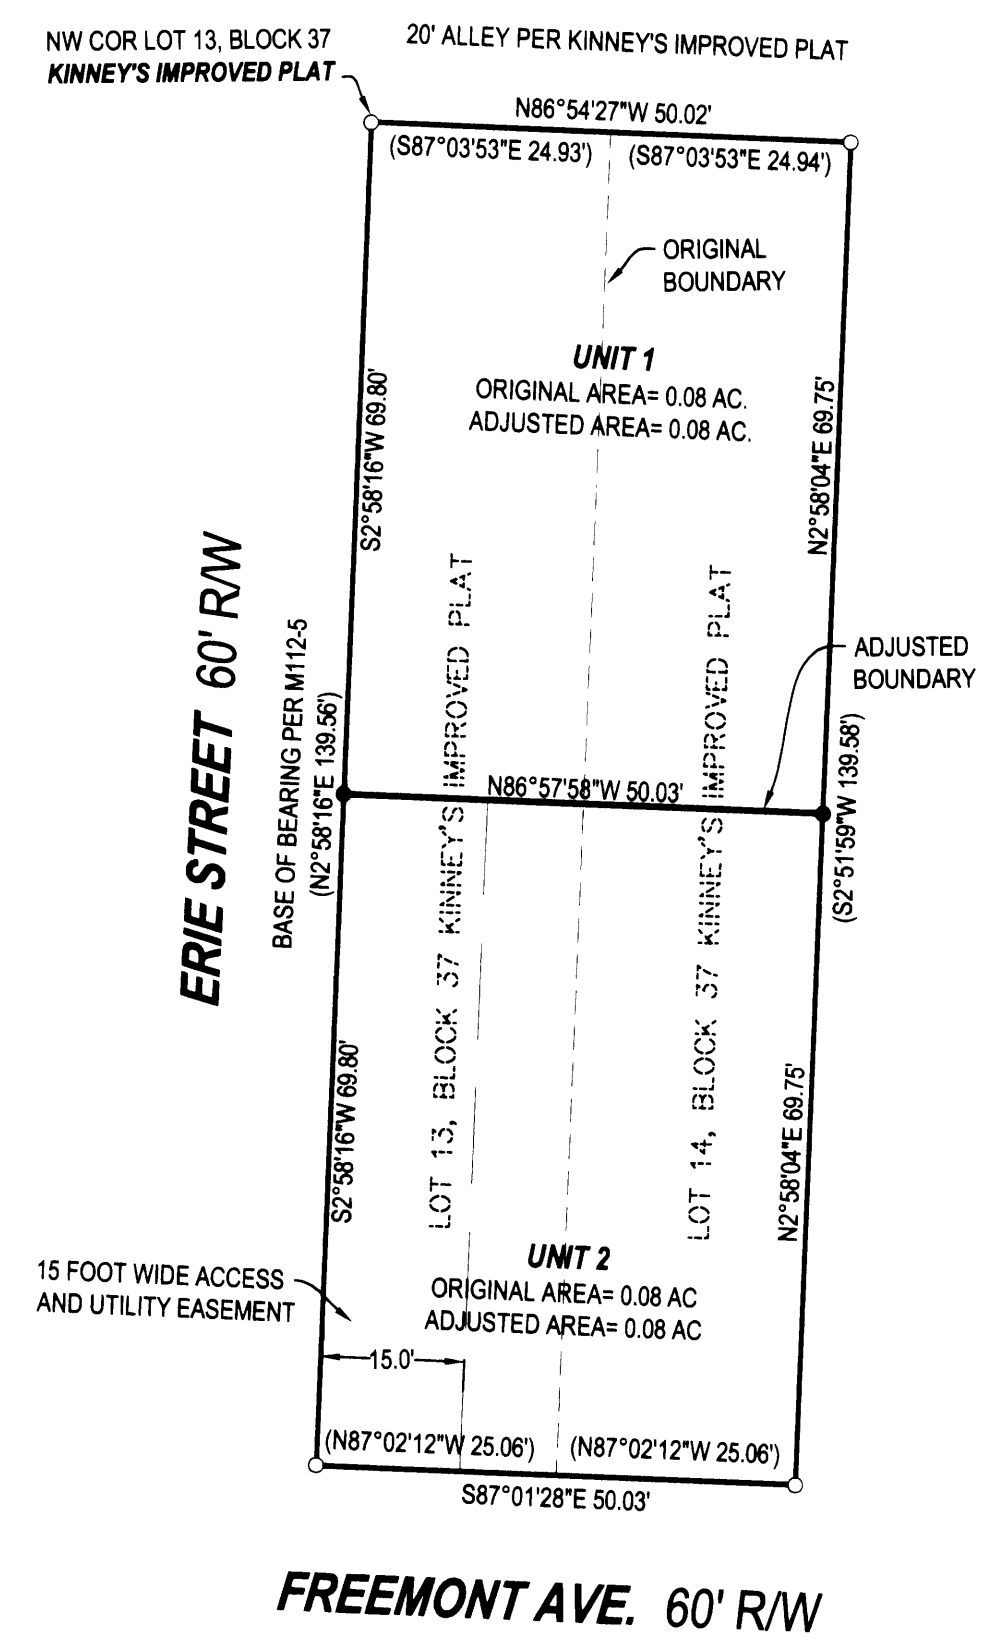 NW COR LOT 13, BLOCK 37
KINNEY'S IMPROVED PLAT
20' ALLEY PER KINNEY'S IMPROVED PLAT
N86°54'27"W 50.02'
(S87°03'53"E 24.93')
(S87°03'53"E 24.94')
ORIGINAL
BOUNDARY
UNIT 1
ORIGINAL AREA= 0.08 AC.
ADJUSTED AREA= 0.08 AC.
S2°58'16"W 69.80'
N2°58'04"E 69.75'
ERIE STREET 60' R/W
BASE OF BEARING PER M112-5
(N2°58'16"E 139.56')
LOT 13, BLOCK 37 KINNEY'S IMPROVED PLAT
LOT 14, BLOCK 37 KINNEY'S IMPROVED PLAT
ADJUSTED
BOUNDARY
N86°57'58"W 50.03'
(S2°51'59"W 139.58')
S2°58'16"W 69.80'
N2°58'04"E 69.75'
UNIT 2
ORIGINAL AREA= 0.08 AC
ADJUSTED AREA= 0.08 AC
15 FOOT WIDE ACCESS
AND UTILITY EASEMENT
15.0'
(N87°02'12"W 25.06')
(N87°02'12"W 25.06')
S87°01'28"E 50.03'
FREEMONT AVE. 60' R/W